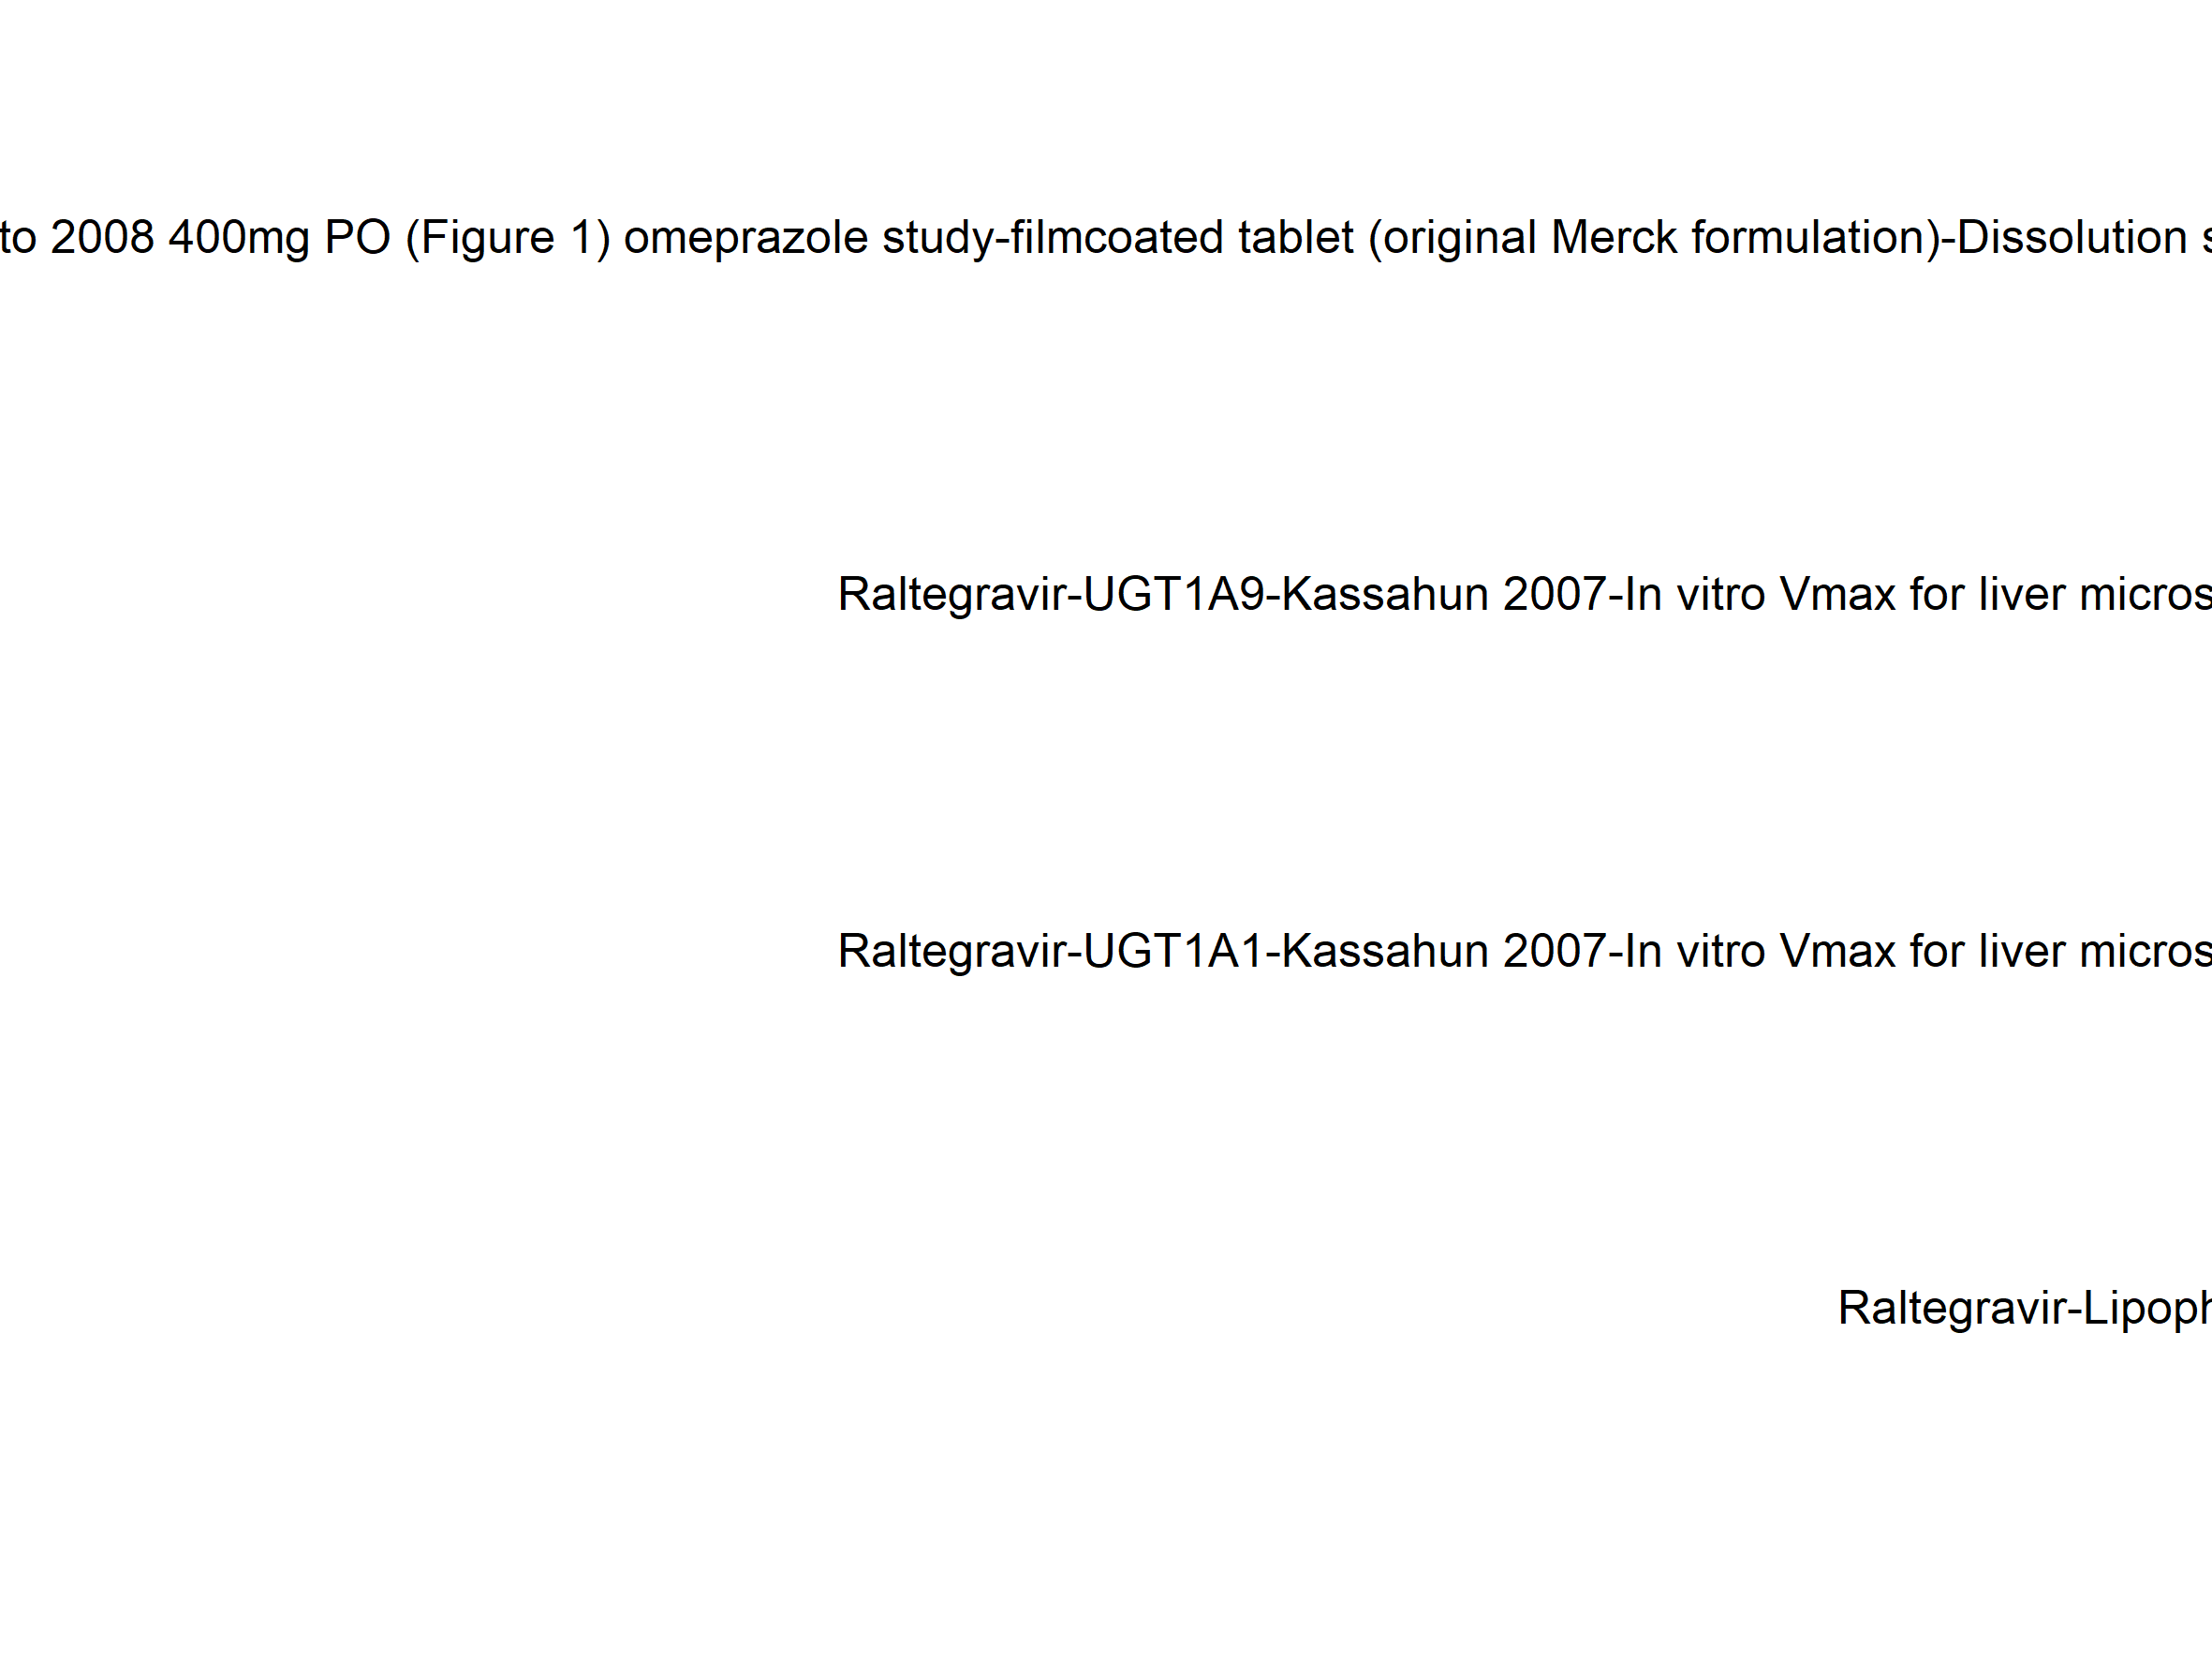 to 2008 400mg PO (Figure 1) omeprazole study-filmcoated tablet (original Merck formulation)-Dissolution s
Raltegravir-UGT1A9-Kassahun 2007-In vitro Vmax for liver micros
Raltegravir-UGT1A1-Kassahun 2007-In vitro Vmax for liver micros
Raltegravir-Lipoph